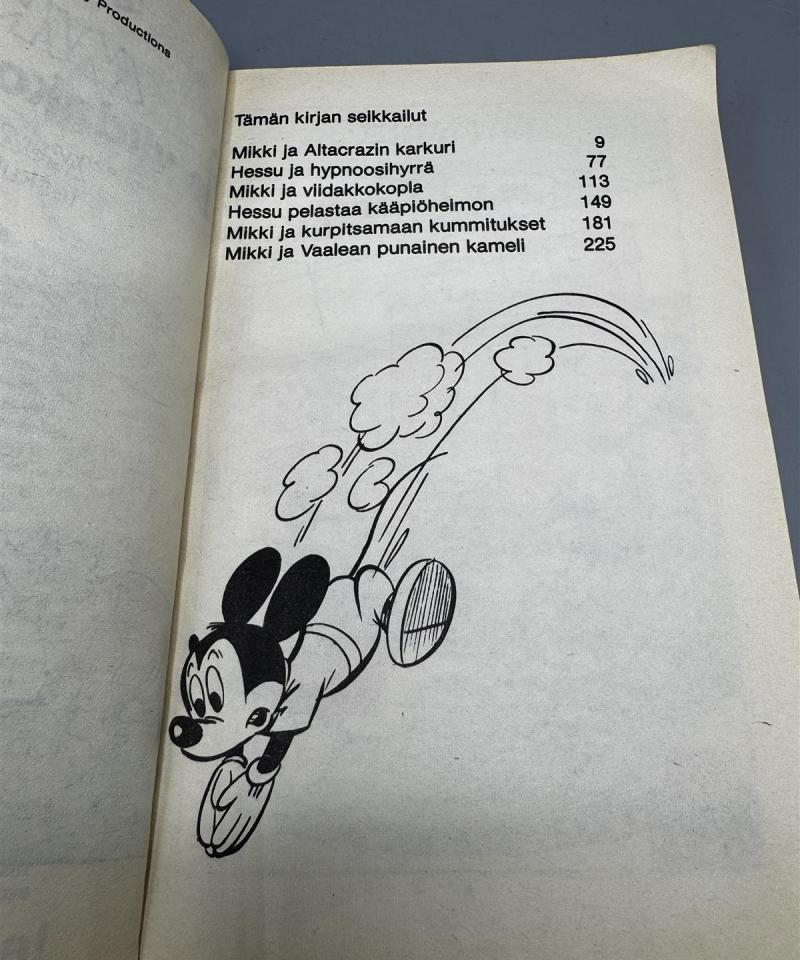 Productions
Tämän kirjan seikkailut
Mikki ja Altacrazin karkuri 9
Hessu ja hypnoosihyrrä 77
Mikki ja viidakkokopla 113
Hessu pelastaa kääpiöheimon 149
Mikki ja kurpitsamaan kummitukset 181
Mikki ja Vaalean punainen kameli 225